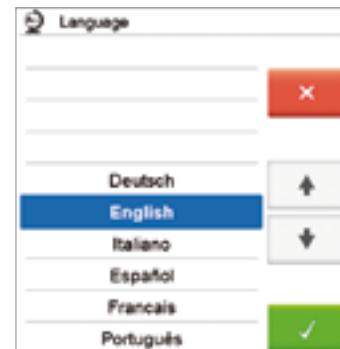 Language
Deutsch
English
Italiano
Español
Francais
Português